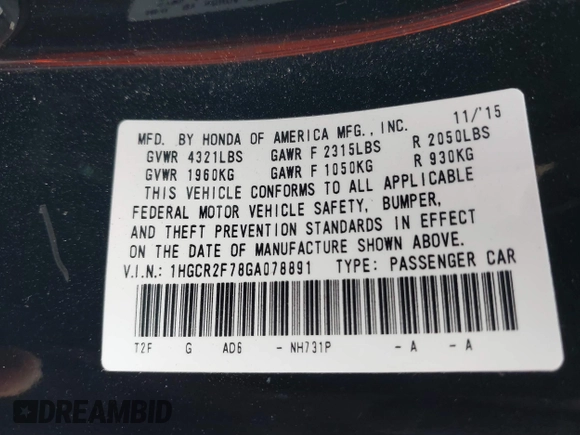 11/'15
MFD. BY HONDA OF AMERICA MFG., INC.
GVWR 4321LBS GAWR F 2315LBS R 2050LBS
GVWR 1960KG GAWR F 1050KG R 930KG
THIS VEHICLE CONFORMS TO ALL APPLICABLE
FEDERAL MOTOR VEHICLE SAFETY, BUMPER,
AND THEFT PREVENTION STANDARDS IN EFFECT
ON THE DATE OF MANUFACTURE SHOWN ABOVE.
V.I.N.: 1HGCR2F78GA078891 TYPE: PASSENGER CAR
T2F G AD6 - NH731P - A - A
DREAMBID